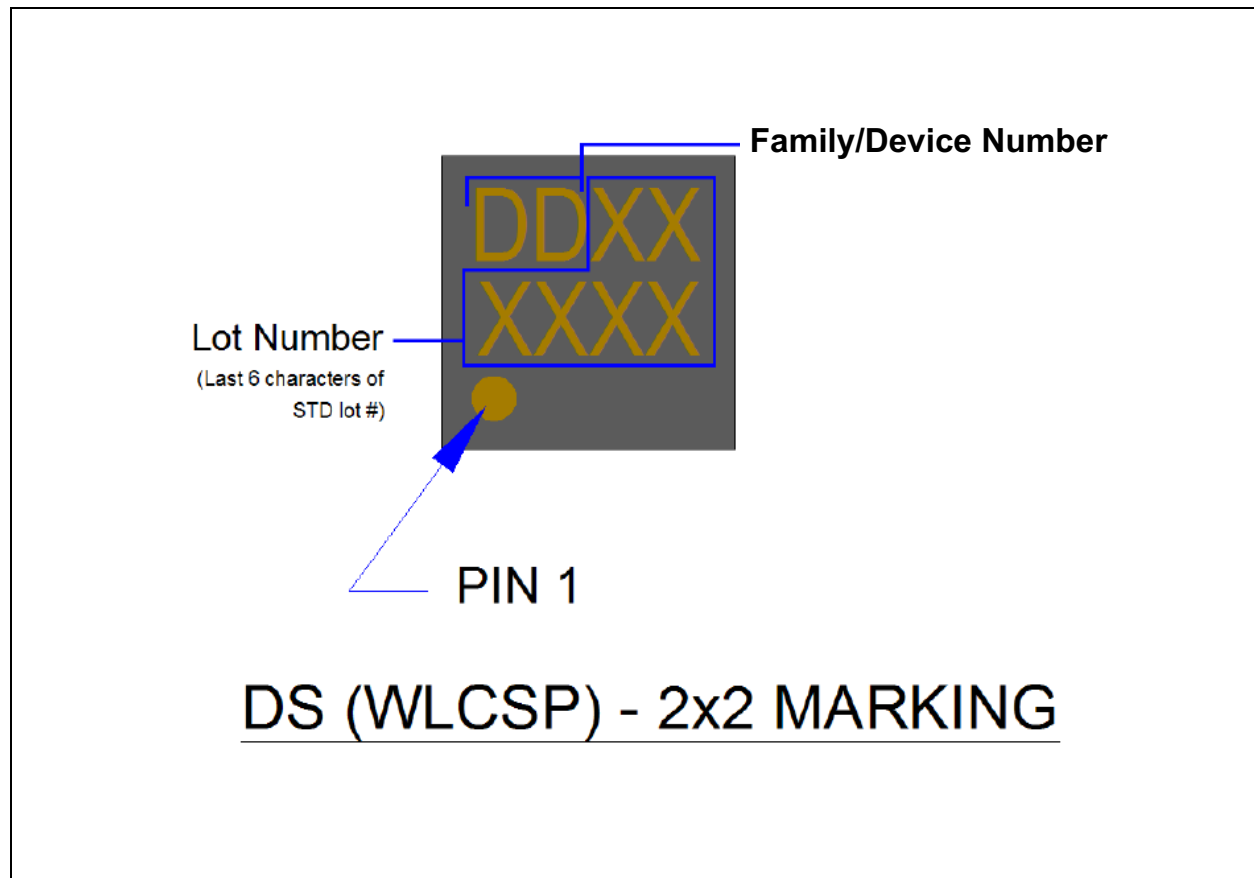 Family/Device Number
DDXX
XXXX
Lot Number
(Last 6 characters of
STD lot #)
PIN 1
DS (WLCSP) - 2x2 MARKING